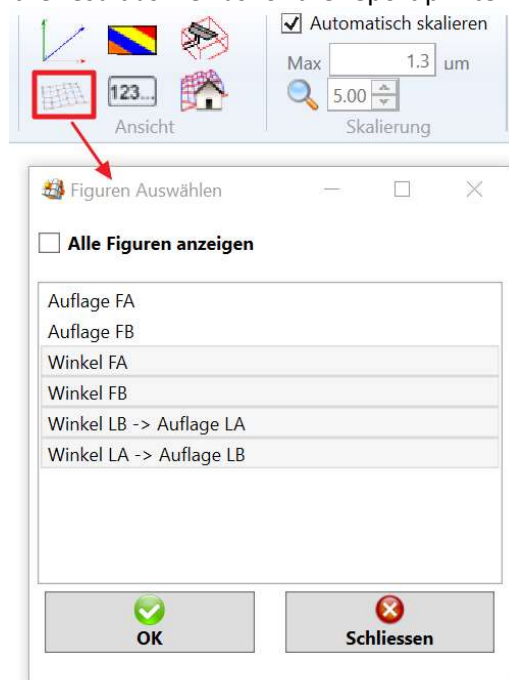 Automatisch skalieren
Max 1.3 um
123...
5.00
Ansicht Skalierung
Figuren Auswählen
Alle Figuren anzeigen
Auflage FA
Auflage FB
Winkel FA
Winkel FB
Winkel LB -> Auflage LA
Winkel LA -> Auflage LB
OK Schliessen